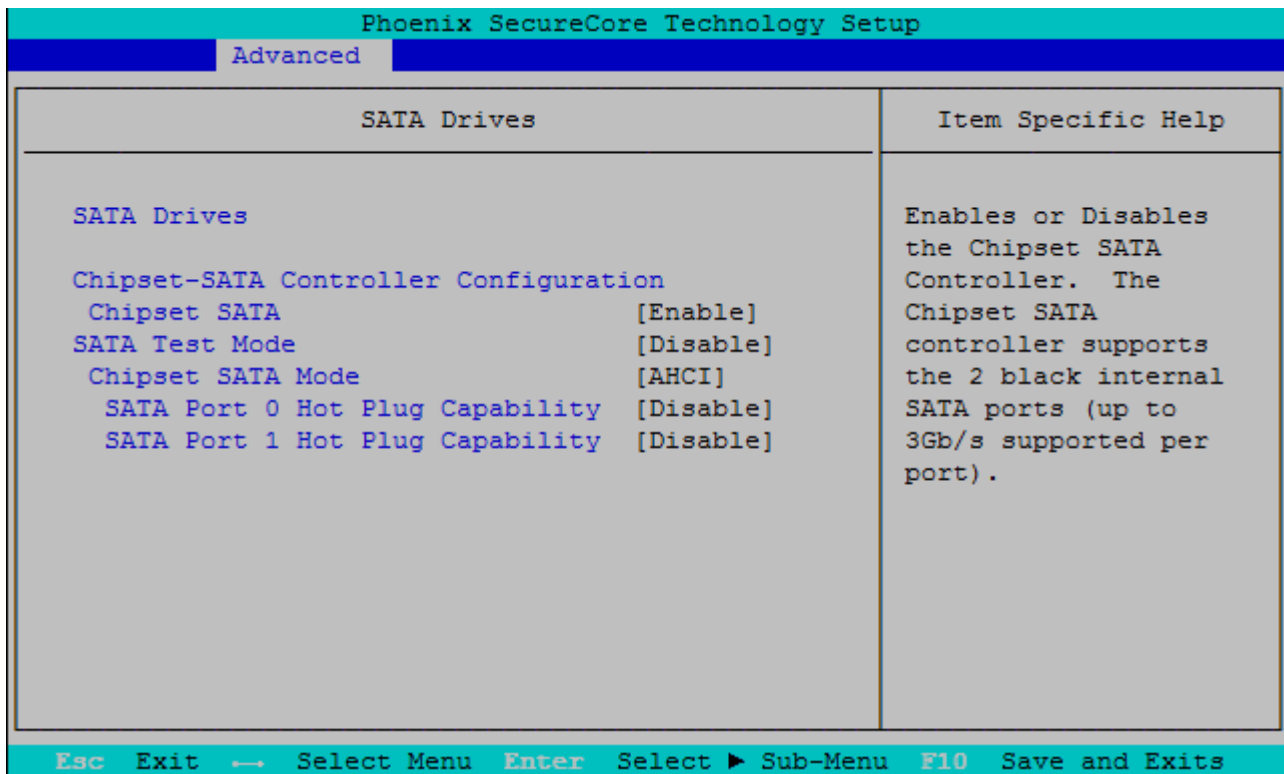 Phoenix SecureCore Technology Setup
Advanced
SATA Drives
SATA Drives
Chipset-SATA Controller Configuration
Chipset SATA [Enable]
SATA Test Mode [Disable]
Chipset SATA Mode [AHCI]
SATA Port 0 Hot Plug Capability [Disable]
SATA Port 1 Hot Plug Capability [Disable]
Item Specific Help
Enables or Disables
the Chipset SATA
Controller. The
Chipset SATA
controller supports
the 2 black internal
SATA ports (up to
3Gb/s supported per
port).
Esc Exit ↔ Select Menu Enter Select ► Sub-Menu F10 Save and Exits